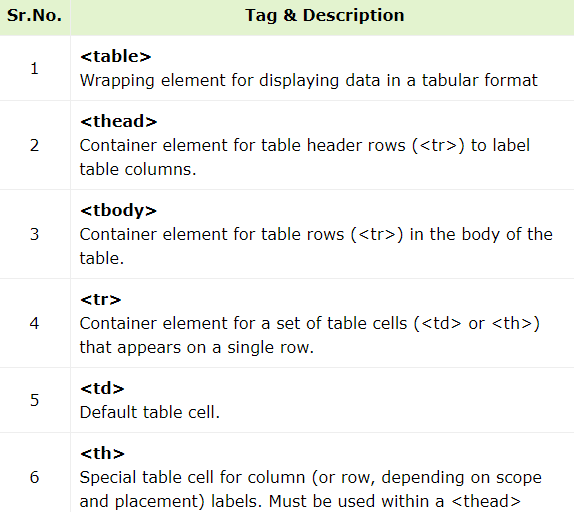 Sr.No. Tag & Description
1
<table>
Wrapping element for displaying data in a tabular format
2
<thead>
Container element for table header rows (<tr>) to label
table columns.
3
<tbody>
Container element for table rows (<tr>) in the body of the
table.
4
<tr>
Container element for a set of table cells (<td> or <th>)
that appears on a single row.
5
<td>
Default table cell.
6
<th>
Special table cell for column (or row, depending on scope
and placement) labels. Must be used within a <thead>